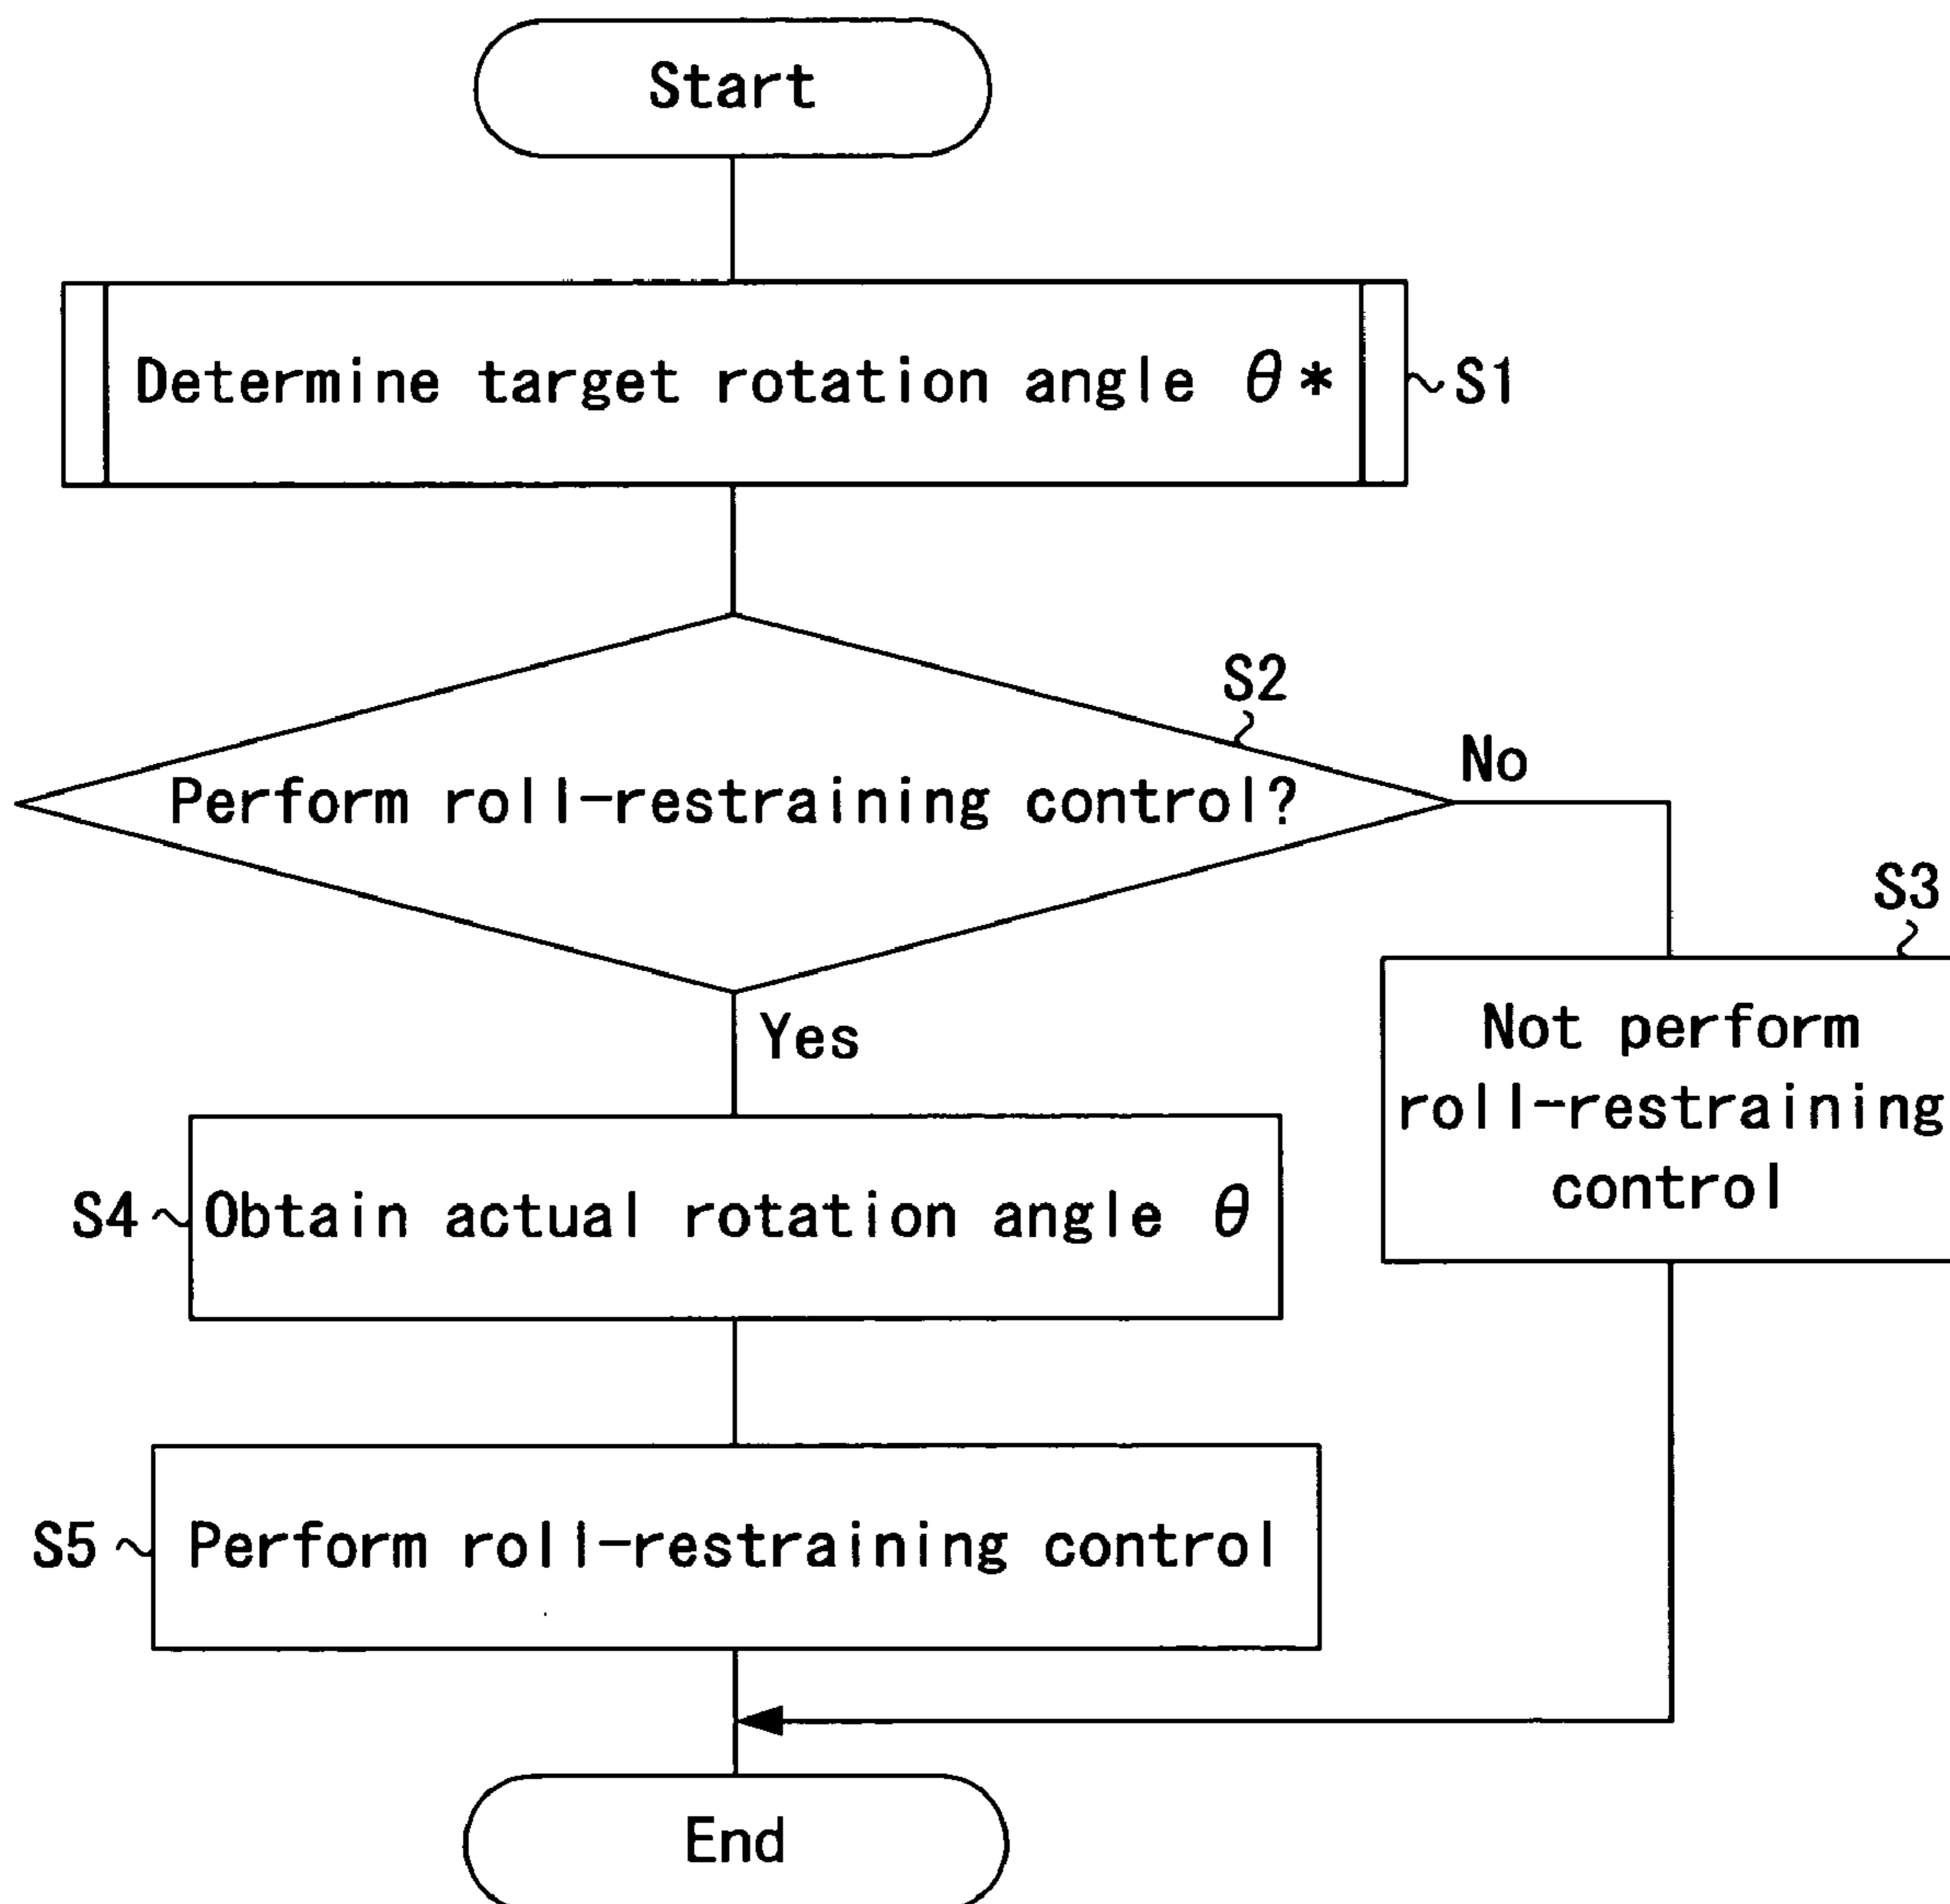 Start
Determine target rotation angle θ* S1
S2
Perform roll-restraining control?
No
S3
Not perform
roll-restraining
control
Yes
S4 Obtain actual rotation angle θ
S5 Perform roll-restraining control
End